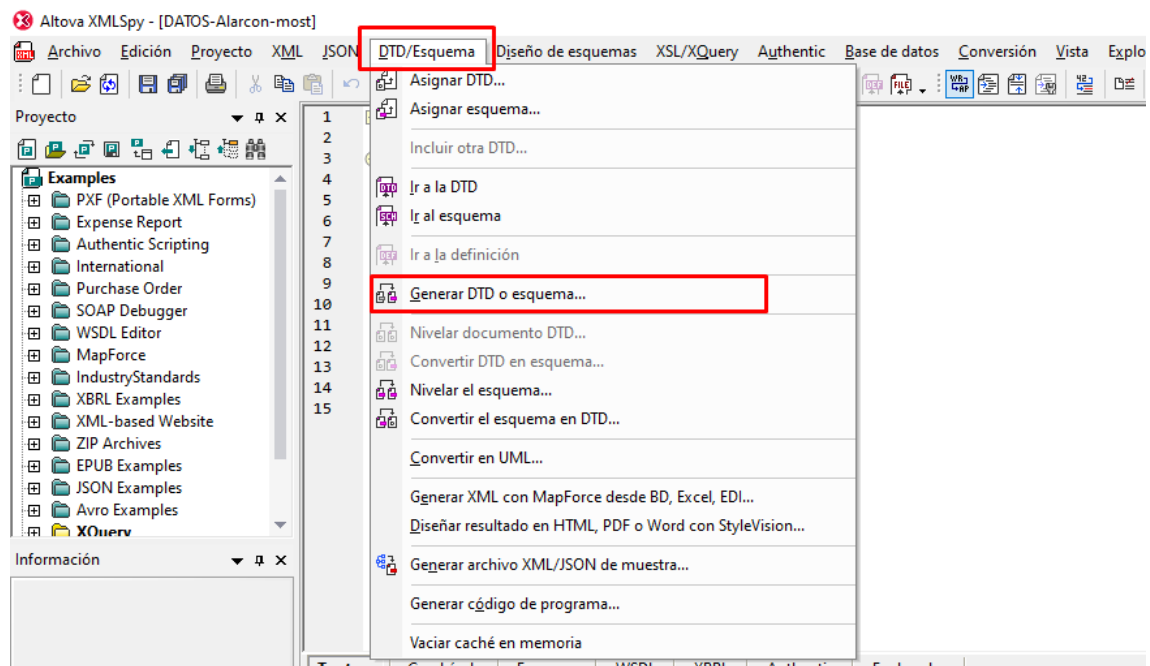 Altova XMLSpy - [DATOS-Alarcon-most]
Archivo Edición Proyecto XML JSON DTD/Esquema Diseño de esquemas XSL/XQuery Authentic Base de datos Conversión Vista Explo
Proyecto
Examples
PXF (Portable XML Forms)
Expense Report
Authentic Scripting
International
Purchase Order
SOAP Debugger
WSDL Editor
MapForce
IndustryStandards
XBRL Examples
XML-based Website
ZIP Archives
EPUB Examples
JSON Examples
Avro Examples
XQuery
Información
1
2
3
4
5
6
7
8
9
10
11
12
13
14
15
Asignar DTD...
Asignar esquema...
Incluir otra DTD...
Ir a la DTD
Ir al esquema
Ir a la definición
Generar DTD o esquema...
Nivelar documento DTD...
Convertir DTD en esquema...
Nivelar el esquema...
Convertir el esquema en DTD...
Convertir en UML...
Generar XML con MapForce desde BD, Excel, EDI...
Diseñar resultado en HTML, PDF o Word con StyleVision...
Generar archivo XML/JSON de muestra...
Generar código de programa...
Vaciar caché en memoria